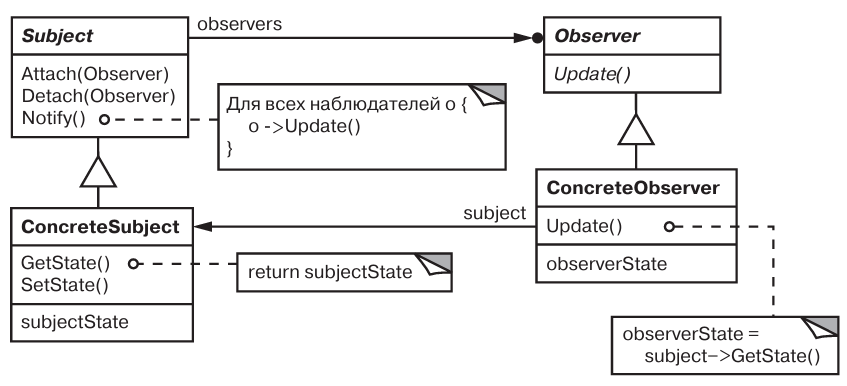 Subject
Attach(Observer)
Detach(Observer)
Notify()
observers
Observer
Update()
Для всех наблюдателей o {
o ->Update()
}
ConcreteSubject
GetState()
SetState()
subjectState
subject
ConcreteObserver
Update()
observerState
return subjectState
observerState =
subject->GetState()